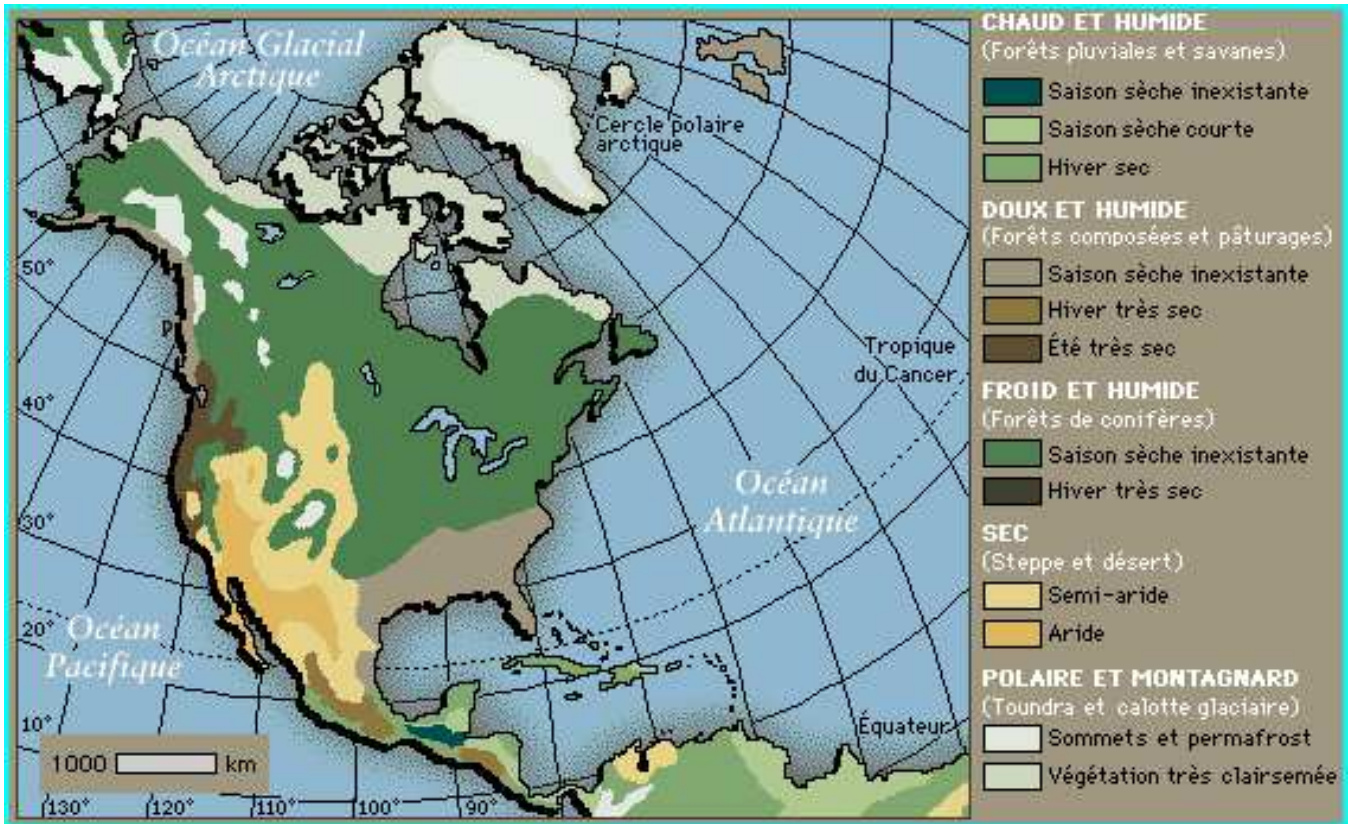 Océan Glacial
Arctique
Cercle polaire
arctique
50°
40°
30°
20°
10°
Tropique
du Cancer
Océan
Atlantique
Océan
Pacifique
Équateur
1000 km
130° 120° 110° 100° 90°
CHAUD ET HUMIDE
(Forêts pluviales et savanes)
Saison sèche inexistante
Saison sèche courte
Hiver sec
DOUX ET HUMIDE
(Forêts composées et pâturages)
Saison sèche inexistante
Hiver très sec
Été très sec
FROID ET HUMIDE
(Forêts de conifères)
Saison sèche inexistante
Hiver très sec
SEC
(Steppe et désert)
Semi-aride
Aride
POLAIRE ET MONTAGNARD
(Toundra et calotte glaciaire)
Sommets et permafrost
Végétation très clairsemée